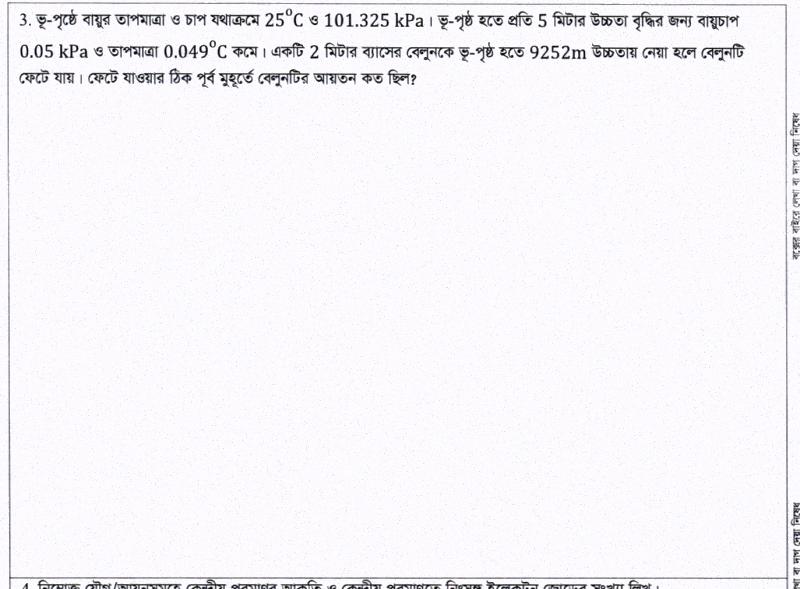 3. ভূ-পৃষ্ঠে বায়ুর তাপমাত্রা ও চাপ যথাক্রমে 25°C ও 101.325 kPa। ভূ-পৃষ্ঠ হতে প্রতি 5 মিটার উচ্চতা বৃদ্ধির জন্য বায়ুচাপ
0.05 kPa ও তাপমাত্রা 0.049°C কমে। একটি 2 মিটার ব্যাসের বেলুনকে ভূ-পৃষ্ঠ হতে 9252m উচ্চতায় নেয়া হলে বেলুনটি
ফেটে যায়। ফেটে যাওয়ার ঠিক পূর্ব মুহূর্তে বেলুনটির আয়তন কত ছিল?
বক্সের বাইরে লেখা বা দাগ দেয়া নিষেধ
বা দাগ দেয়া নিষেধ
4. নিম্নোক্ত যৌগ/আয়নসমূহে কেন্দ্রীয় পরমাণুর আকৃতি ও কেন্দ্রীয় পরমাণুতে নিঃসঙ্গ ইলেকট্রন জোড়ের সংখ্যা লিখ।